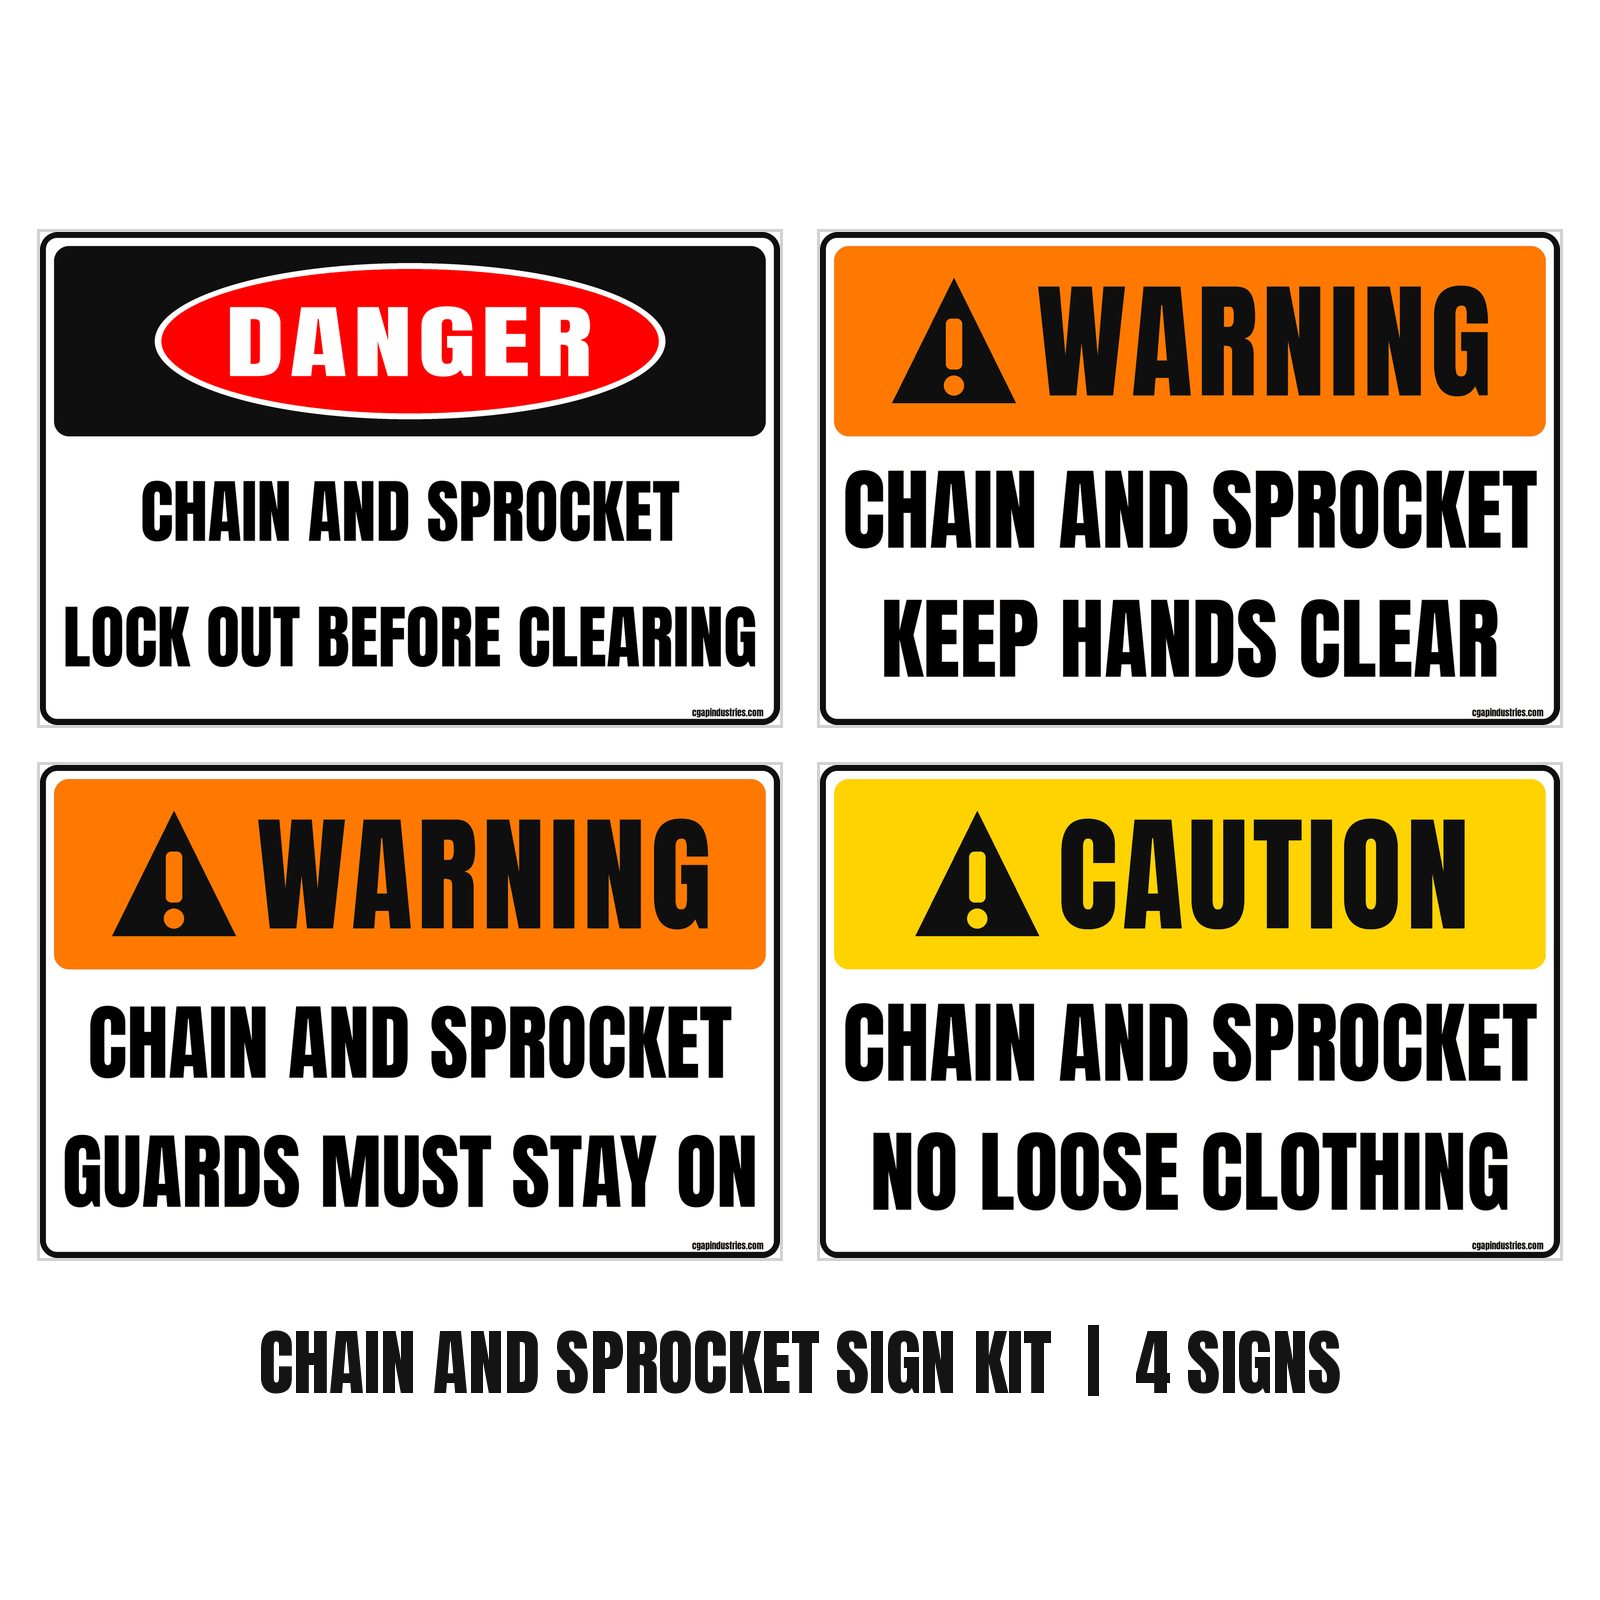 DANGER
CHAIN AND SPROCKET
LOCK OUT BEFORE CLEARING
cgapindustries.com
WARNING
CHAIN AND SPROCKET
KEEP HANDS CLEAR
cgapindustries.com
WARNING
CHAIN AND SPROCKET
GUARDS MUST STAY ON
cgapindustries.com
CAUTION
CHAIN AND SPROCKET
NO LOOSE CLOTHING
cgapindustries.com
CHAIN AND SPROCKET SIGN KIT | 4 SIGNS